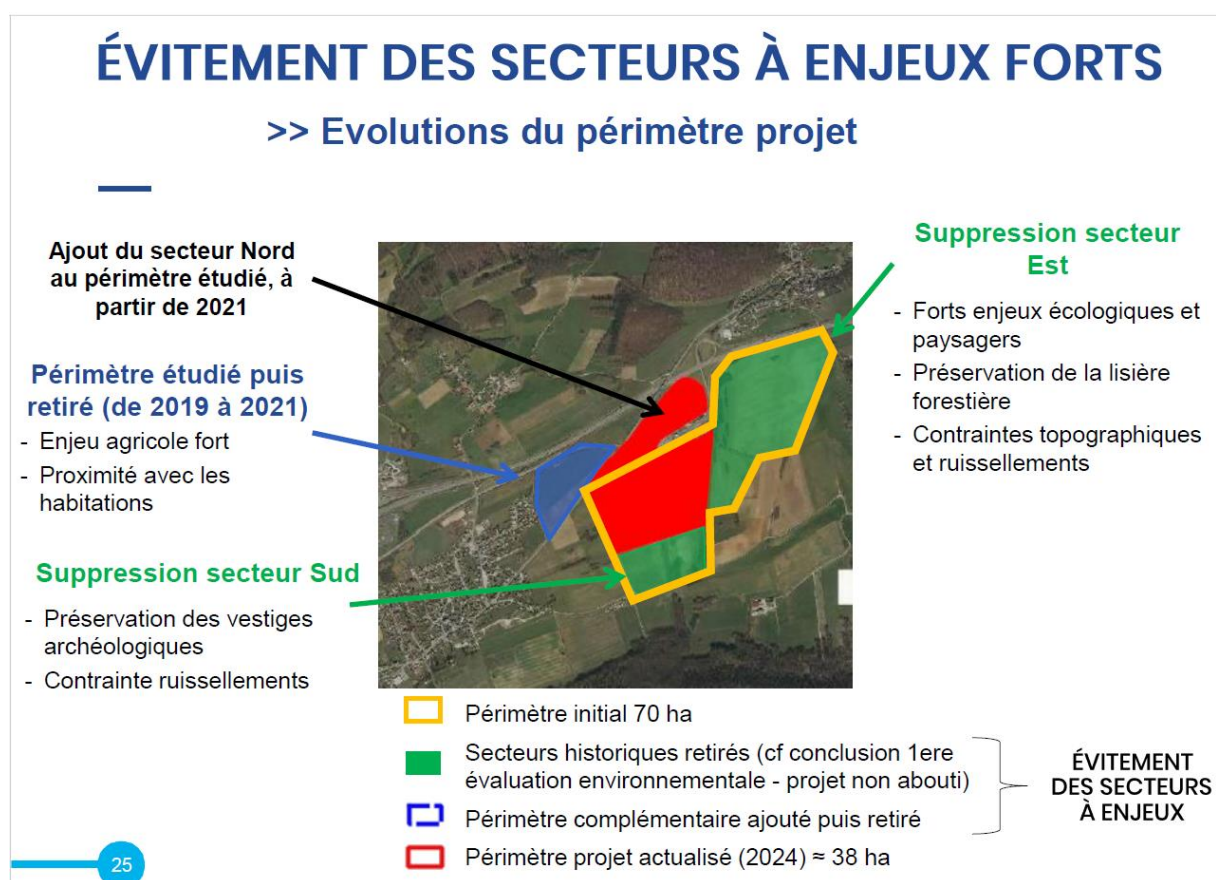 ÉVITEMENT DES SECTEURS À ENJEUX FORTS
>> Evolutions du périmètre projet
Ajout du secteur Nord
au périmètre étudié, à
partir de 2021
Périmètre étudié puis
retiré (de 2019 à 2021)
- Enjeu agricole fort
- Proximité avec les
habitations
Suppression secteur Sud
- Préservation des vestiges
archéologiques
- Contrainte ruissellements
Suppression secteur
Est
- Forts enjeux écologiques et
paysagers
- Préservation de la lisière
forestière
- Contraintes topographiques
et ruissellements
Périmètre initial 70 ha
Secteurs historiques retirés (cf conclusion 1ere
évaluation environnementale - projet non abouti)
Périmètre complémentaire ajouté puis retiré
Périmètre projet actualisé (2024) ≈ 38 ha
ÉVITEMENT
DES SECTEURS
À ENJEUX
25